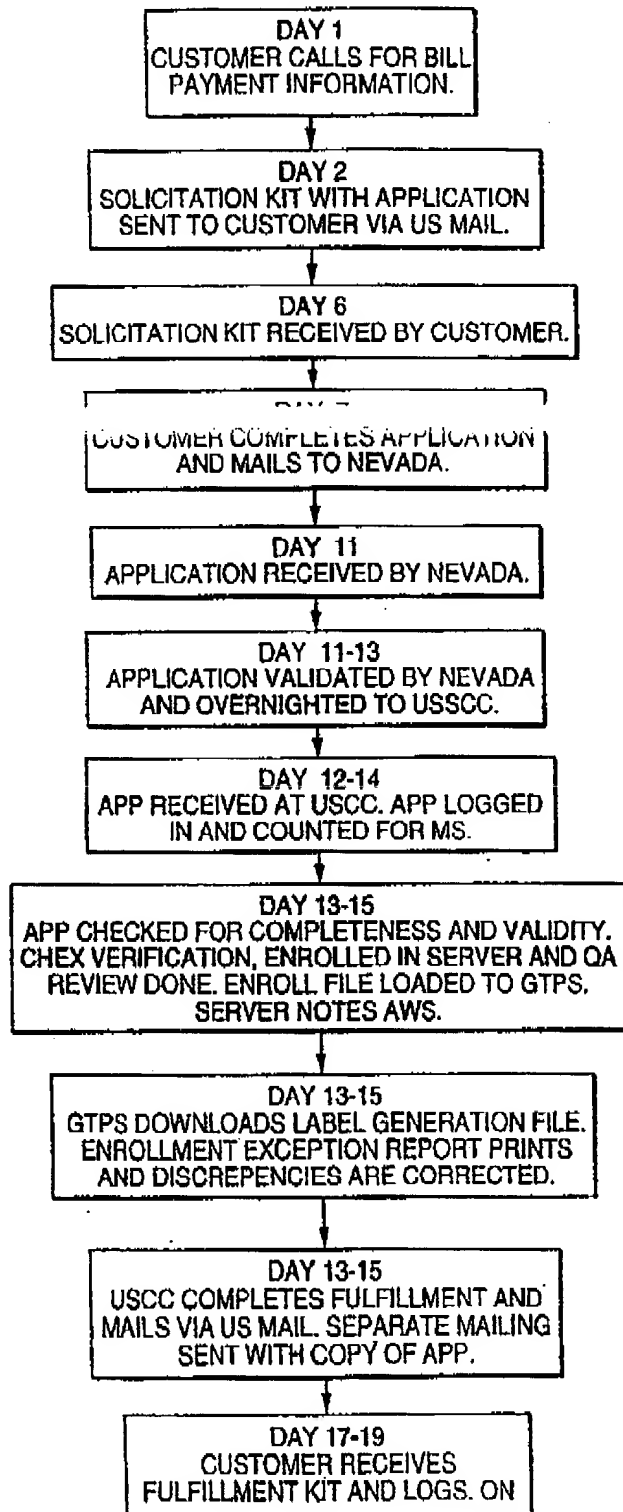 DAY 1
CUSTOMER CALLS FOR BILL
PAYMENT INFORMATION.
DAY 2
SOLICITATION KIT WITH APPLICATION
SENT TO CUSTOMER VIA US MAIL.
DAY 6
SOLICITATION KIT RECEIVED BY CUSTOMER.
CUSTOMER COMPLETES APPLICATION
AND MAILS TO NEVADA.
DAY 11
APPLICATION RECEIVED BY NEVADA.
DAY 11-13
APPLICATION VALIDATED BY NEVADA
AND OVERNIGHTED TO USSCC.
DAY 12-14
APP RECEIVED AT USCC. APP LOGGED
IN AND COUNTED FOR MS.
DAY 13-15
APP CHECKED FOR COMPLETENESS AND VALIDITY.
CHEX VERIFICATION, ENROLLED IN SERVER AND QA
REVIEW DONE. ENROLL FILE LOADED TO GTPS.
SERVER NOTES AWS.
DAY 13-15
GTPS DOWNLOADS LABEL GENERATION FILE.
ENROLLMENT EXCEPTION REPORT PRINTS
AND DISCREPENCIES ARE CORRECTED.
DAY 13-15
USCC COMPLETES FULFILLMENT AND
MAILS VIA US MAIL. SEPARATE MAILING
SENT WITH COPY OF APP.
DAY 17-19
CUSTOMER RECEIVES
FULFILLMENT KIT AND LOGS. ON